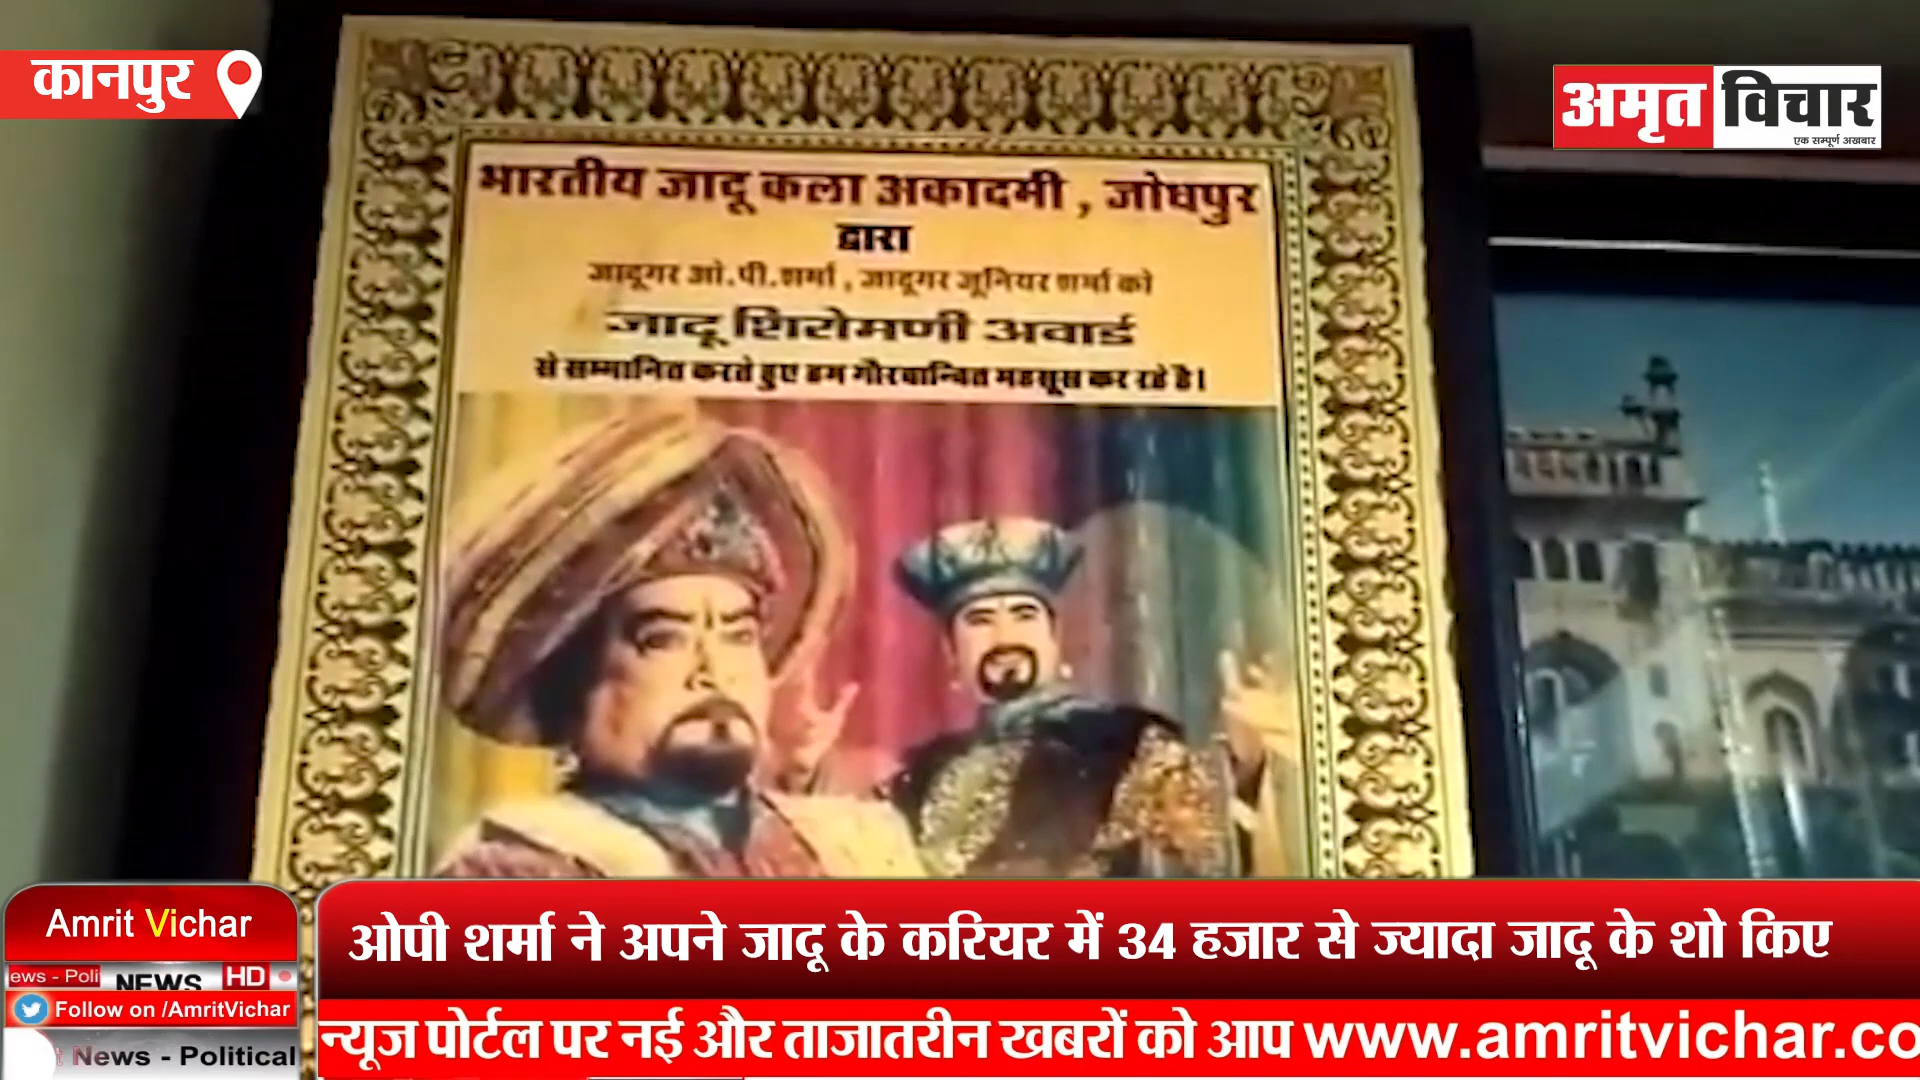 कानपुर
अमृत विचार
एक सम्पूर्ण अखबार
भारतीय जादू कला अकादमी , जोधपुर
द्वारा
जादूगर ओ.पी.शर्मा , जादूगर जूनियर शर्मा को
जादू शिरोमणी अवार्ड
से सम्मानित करते हुए हम गौरवान्वित महसूस कर रहे है।
Amrit Vichar
ews - Poli
NEWS
HD
Follow on /AmritVichar
News - Political
ओपी शर्मा ने अपने जादू के करियर में 34 हजार से ज्यादा जादू के शो किए
न्यूज पोर्टल पर नई और ताजातरीन खबरों को आप www.amritvichar.co